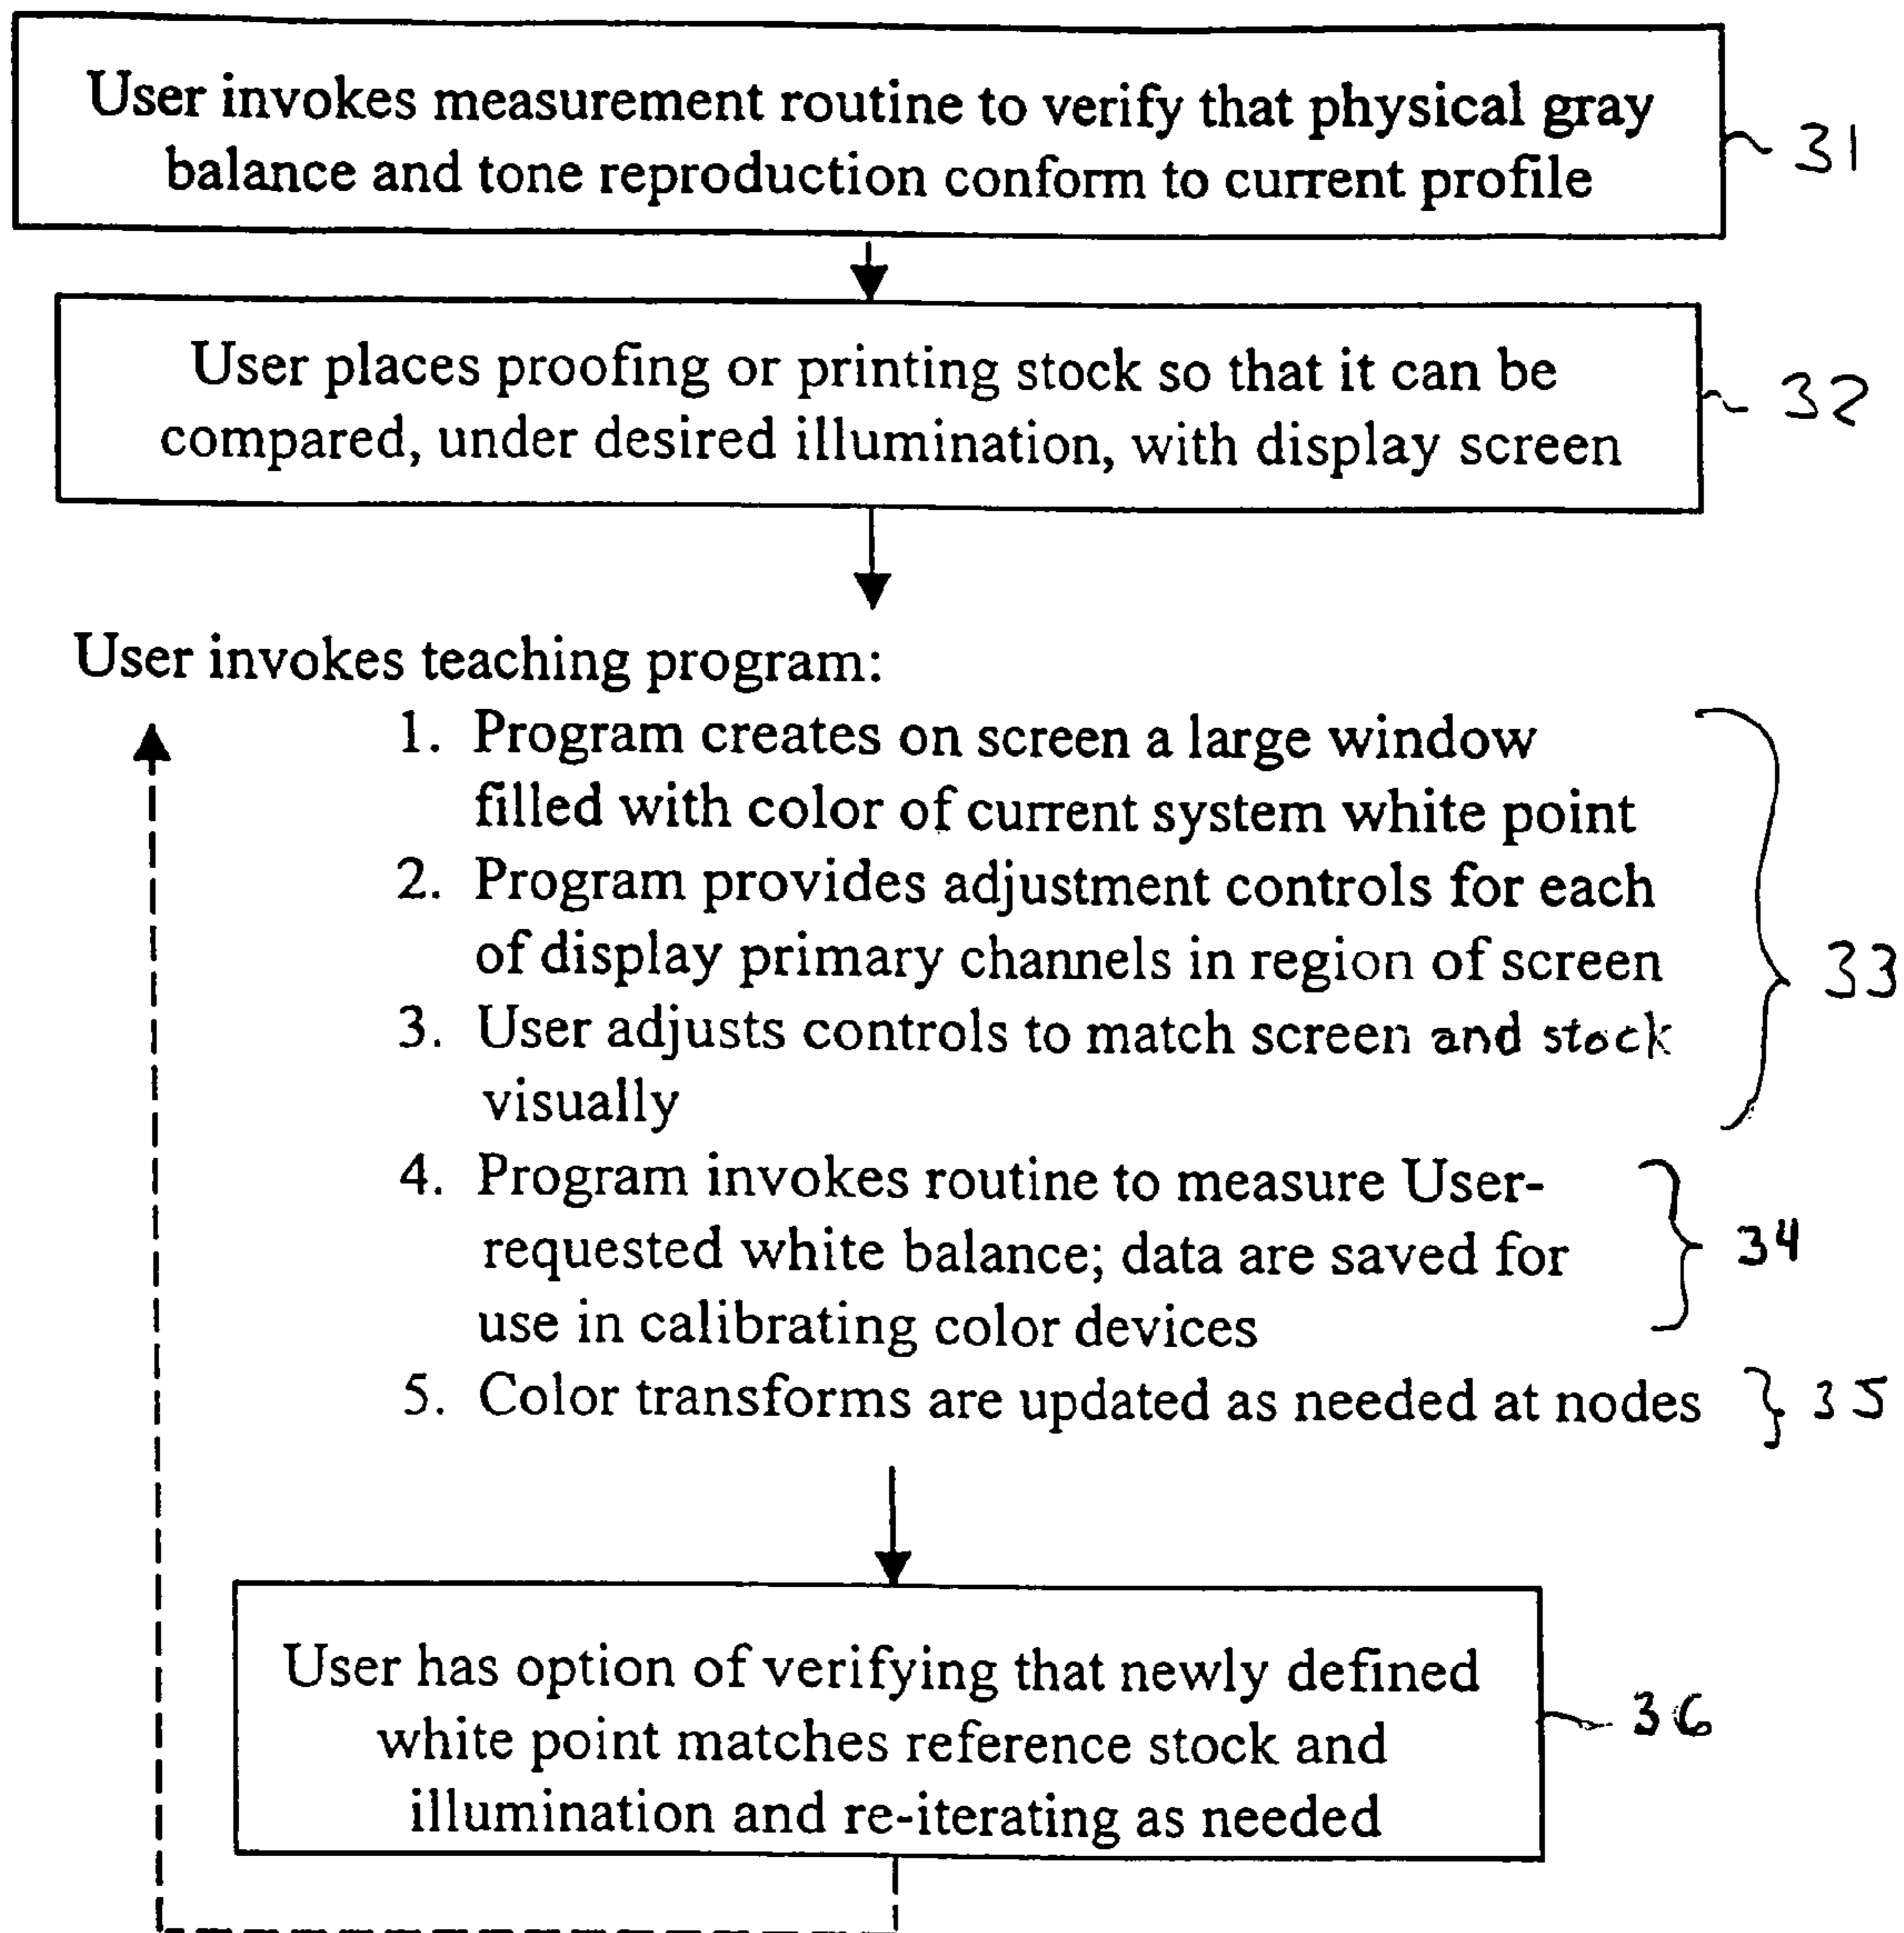 User invokes measurement routine to verify that physical gray
balance and tone reproduction conform to current profile
31
User places proofing or printing stock so that it can be
compared, under desired illumination, with display screen
32
User invokes teaching program:
1. Program creates on screen a large window
filled with color of current system white point
2. Program provides adjustment controls for each
of display primary channels in region of screen
3. User adjusts controls to match screen and stock
visually
33
4. Program invokes routine to measure User-
requested white balance; data are saved for
use in calibrating color devices
34
5. Color transforms are updated as needed at nodes
35
User has option of verifying that newly defined
white point matches reference stock and
illumination and re-iterating as needed
36